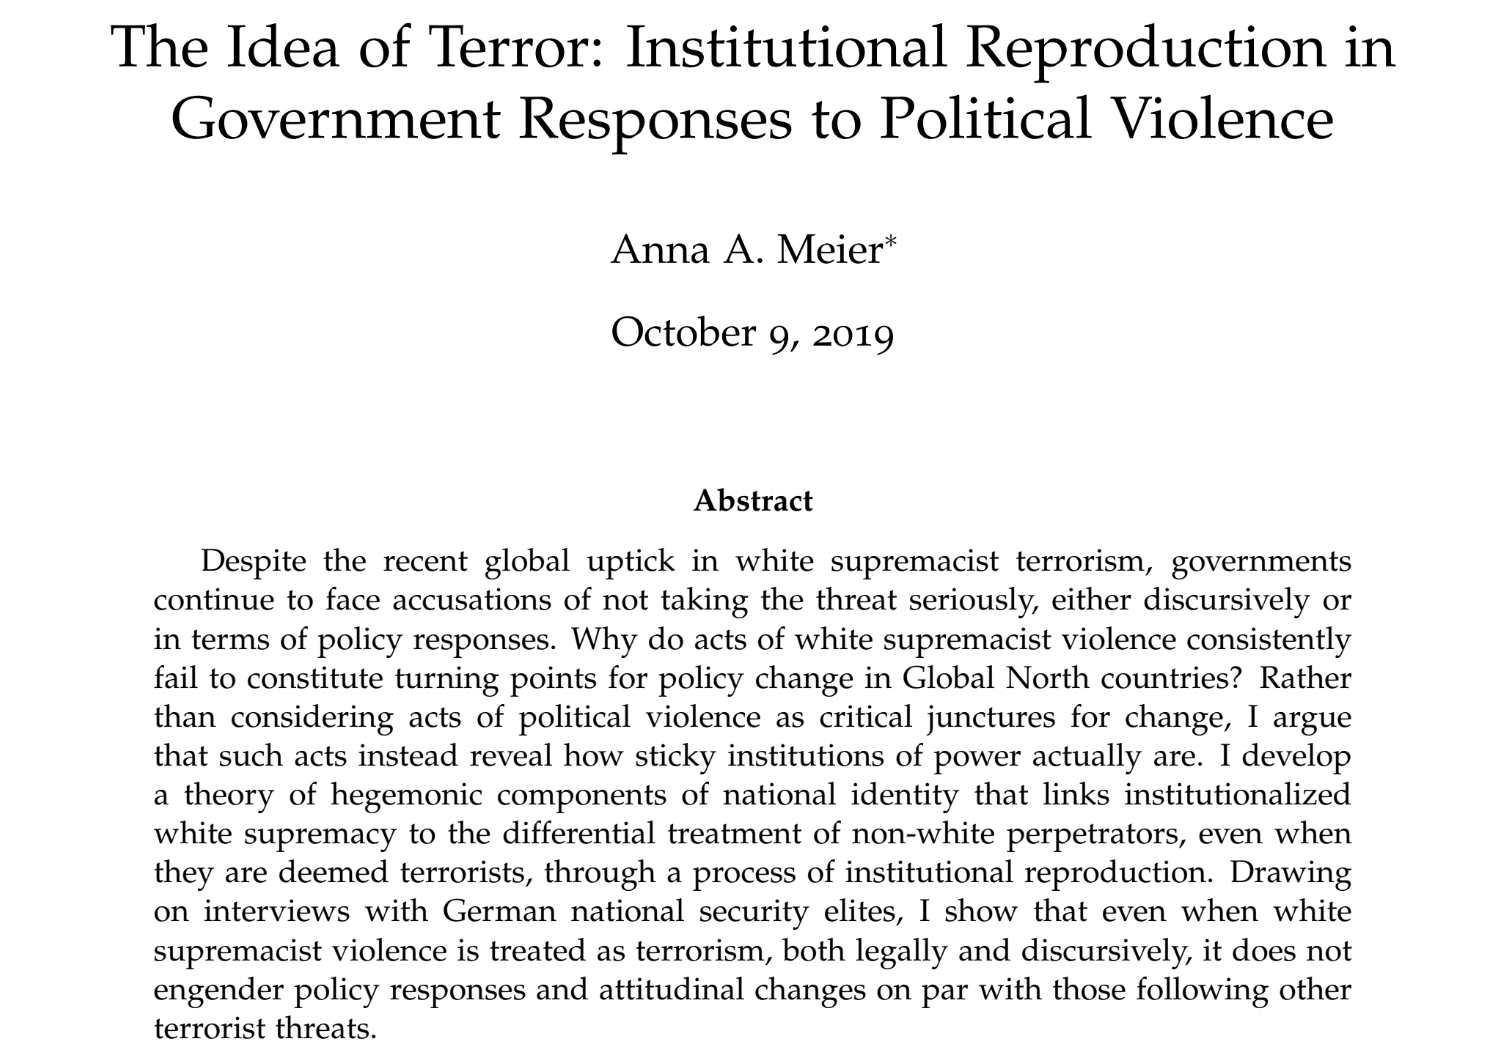 The Idea of Terror: Institutional Reproduction in
Government Responses to Political Violence
Anna A. Meier*
October 9, 2019
Abstract
Despite the recent global uptick in white supremacist terrorism, governments
continue to face accusations of not taking the threat seriously, either discursively or
in terms of policy responses. Why do acts of white supremacist violence consistently
fail to constitute turning points for policy change in Global North countries? Rather
than considering acts of political violence as critical junctures for change, I argue
that such acts instead reveal how sticky institutions of power actually are. I develop
a theory of hegemonic components of national identity that links institutionalized
white supremacy to the differential treatment of non-white perpetrators, even when
they are deemed terrorists, through a process of institutional reproduction. Drawing
on interviews with German national security elites, I show that even when white
supremacist violence is treated as terrorism, both legally and discursively, it does not
engender policy responses and attitudinal changes on par with those following other
terrorist threats.